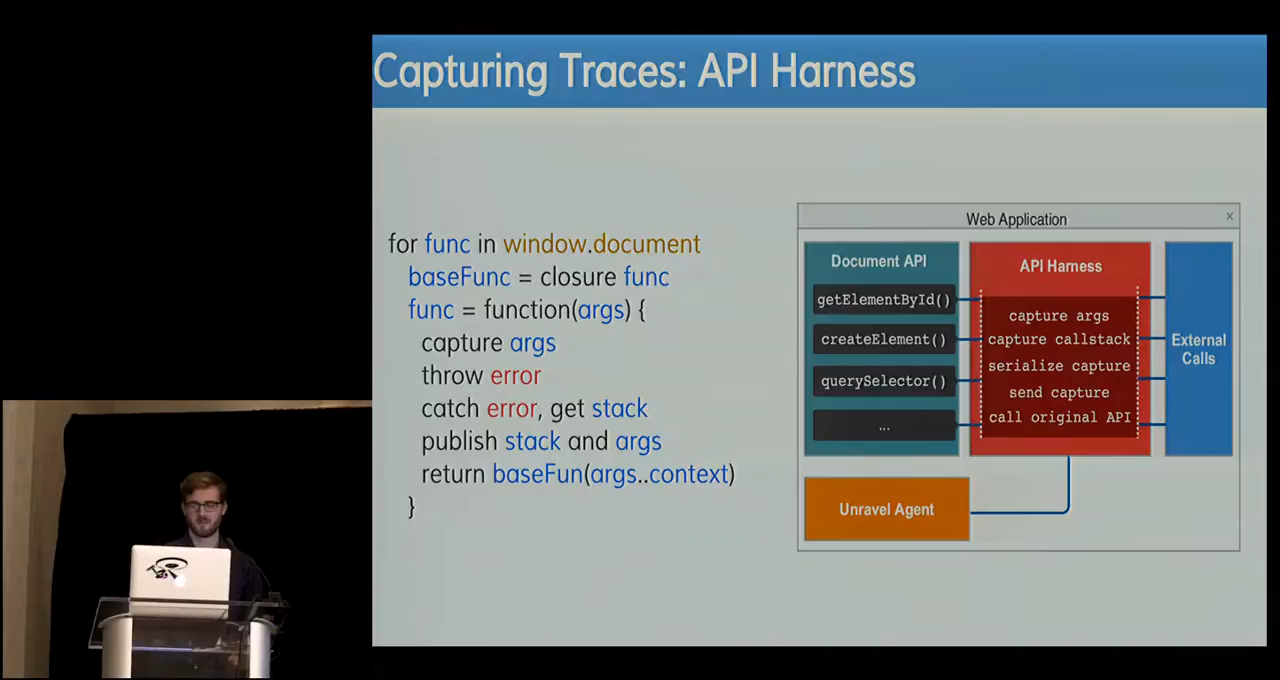 Capturing Traces: API Harness
for func in window.document
baseFunc = closure func
func = function(args) {
capture args
throw error
catch error, get stack
publish stack and args
return baseFun(args..context)
}
Web Application
×
Document API
getElementById()
createElement()
querySelector()
...
API Harness
capture args
capture callstack
serialize capture
send capture
call original API
External
Calls
Unravel Agent